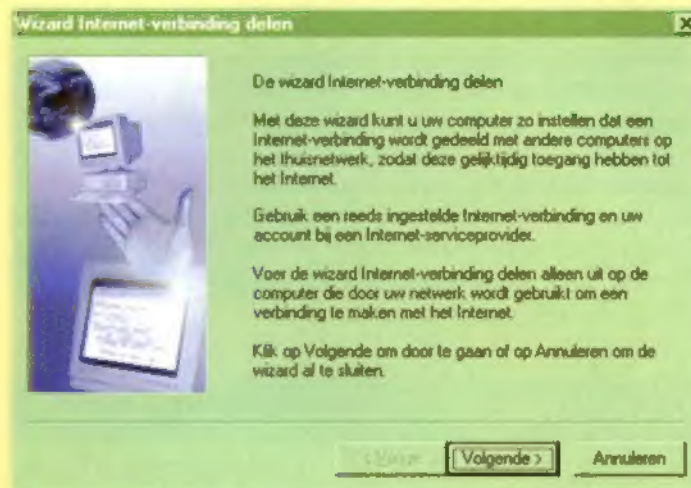 Wizard Internet-verbinding delen
De wizard Internet-verbinding delen
Met deze wizard kunt u uw computer zo instellen dat een
Internet-verbinding wordt gedeeld met andere computers op
het thuisnetwerk, zodat deze gelijktijdig toegang hebben tot
het Internet.
Gebruik een reeds ingestelde Internet-verbinding en uw
account bij een Internet-serviceprovider.
Voer de wizard Internet-verbinding delen alleen uit op de
computer die door uw netwerk wordt gebruikt om een
verbinding te maken met het Internet.
Klik op Volgende om door te gaan of op Annuleren om de
wizard af te sluiten.
Volgende > Annuleren